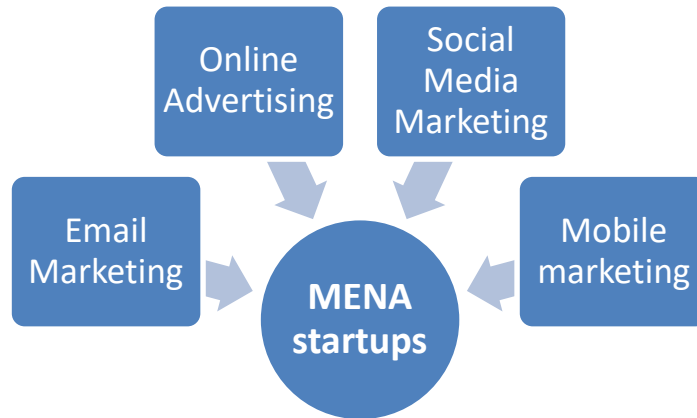 Online
Advertising
Social
Media
Marketing
Email
Marketing
Mobile
marketing
MENA
startups